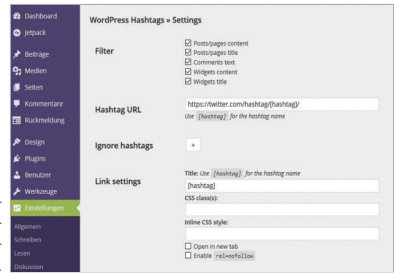 Dashboard
Jetpack
Beiträge
Medien
Seiten
Kommentare
Rückmeldung
Design
Plugins
Benutzer
Werkzeuge
Einstellungen
Allgemein
Schreiben
Lesen
Diskussion
WordPress Hashtags » Settings
Filter
Posts/pages content
Posts/pages title
Comments text
Widgets content
Widgets title
Hashtag URL
https://twitter.com/hashtag/[hashtag]/
Use [hashtag] for the hashtag name
Ignore hashtags
+
Link settings
Title: Use [hashtag] for the hashtag name
[hashtag]
CSS class(s):
Inline CSS style:
Open in new tab
Enable rel=nofollow